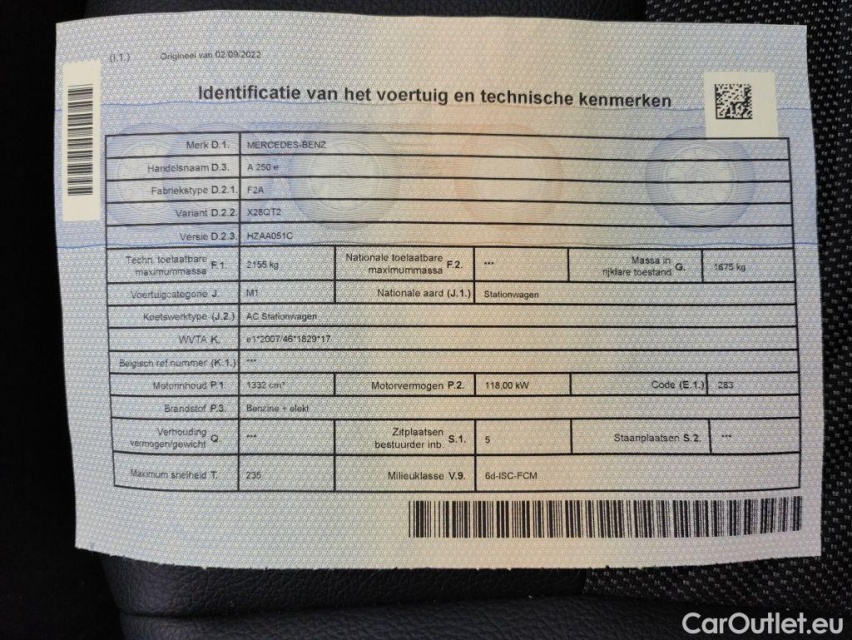 (I.1.) Origineel van 02/09/2022
Identificatie van het voertuig en technische kenmerken
Merk D.1. MERCEDES-BENZ
Handelsnaam D.3. A 250 e
Fabriekstype D.2.1. F2A
Variant D.2.2. X28QT2
Versie D.2.3. HZAA051C
Techn. toelaatbare maximummassa F.1. 2155 kg Nationale toelaatbare maximummassa F.2. *** Massa in rijklare toestand G. 1675 kg
Voertuigcategorie J. M1 Nationale aard (J.1.) Stationwagen
Koetswerktype (J.2.) AC Stationwagen
WVTA K. e1*2007/46*1829*17
Belgisch ref.nummer (K.1.) ***
Motorinhoud P.1. 1332 cm³ Motorvermogen P.2. 118,00 kW Code (E.1.) 283
Brandstof P.3. Benzine + elekt
Verhouding vermogen/gewicht Q. *** Zitplaatsen bestuurder inb. S.1. 5 Staanplaatsen S.2. ***
Maximum snelheid T. 235 Milieuklasse V.9. 6d-ISC-FCM
CarOutlet.eu